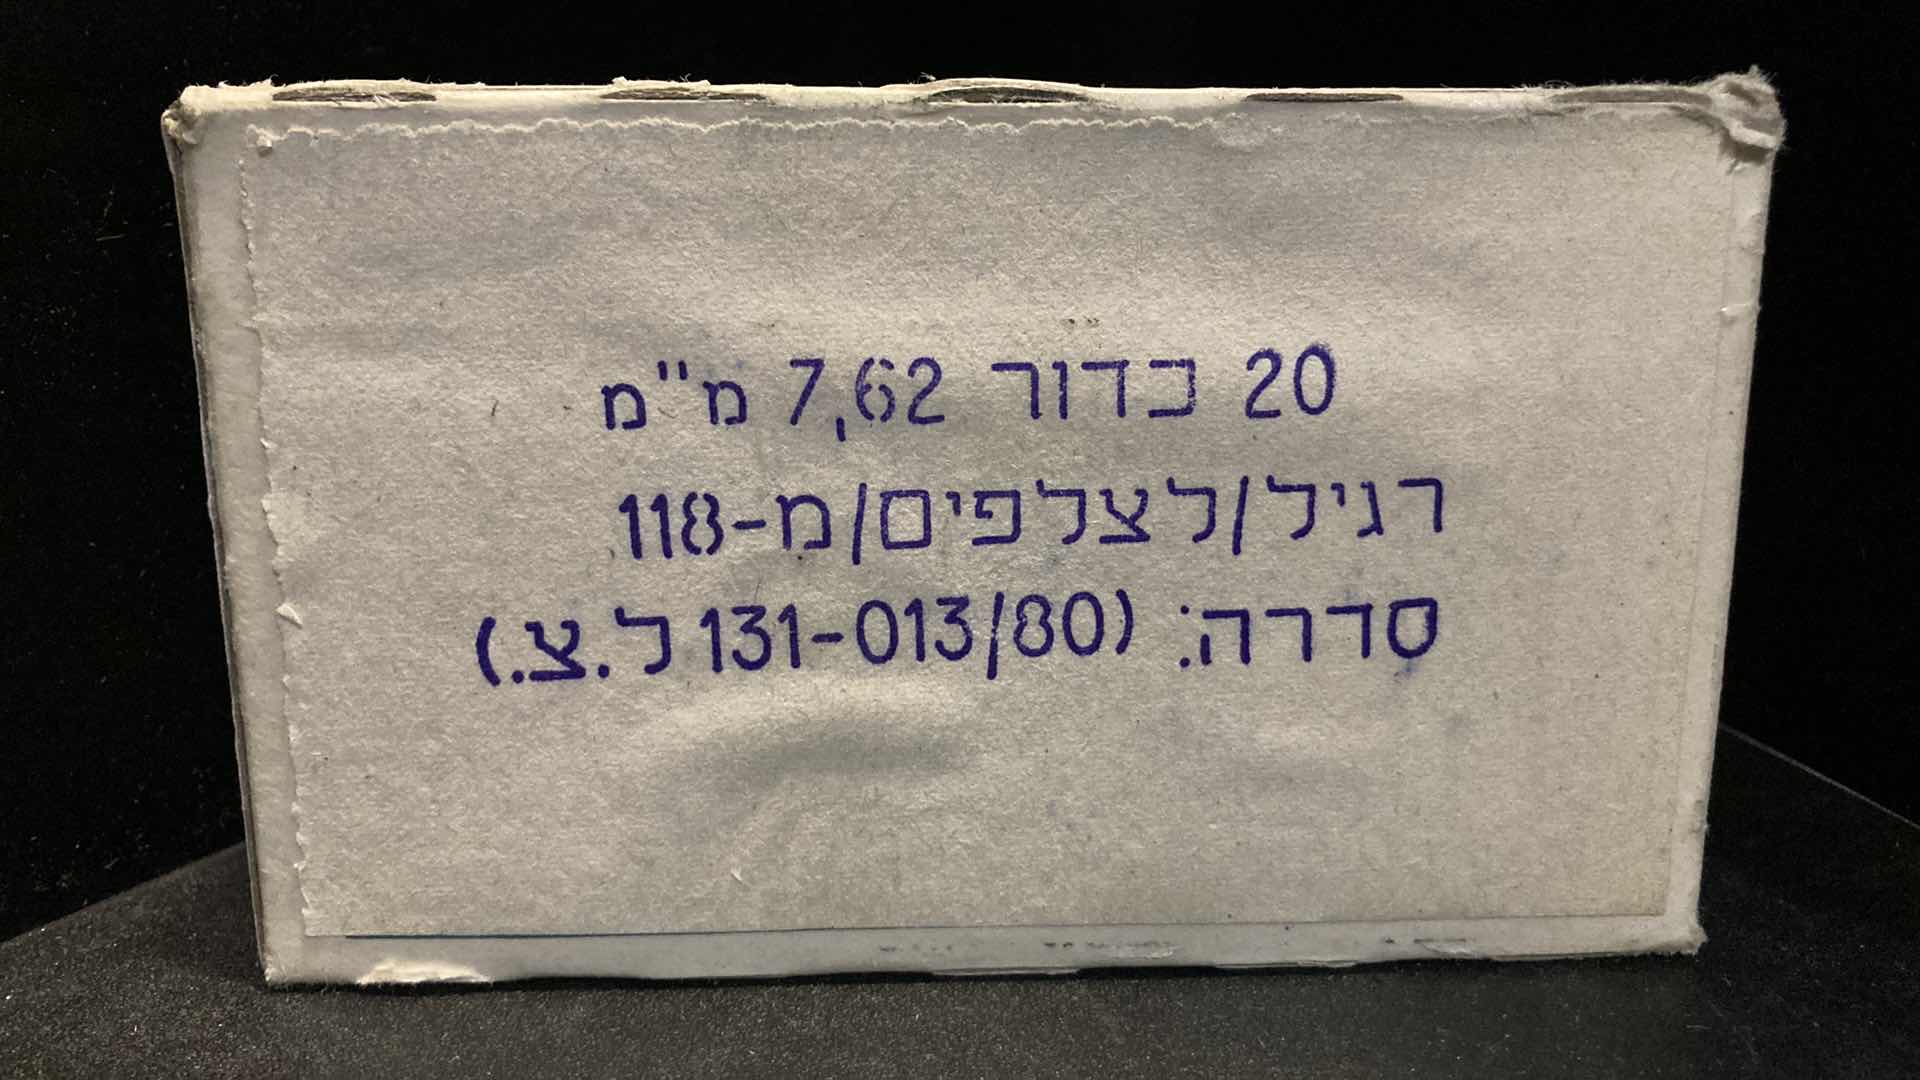 20 כדור 7,62 מ"מ
רגיל/לצלפים/מ-118
סדרה: (131-013/80 ל.צ.)